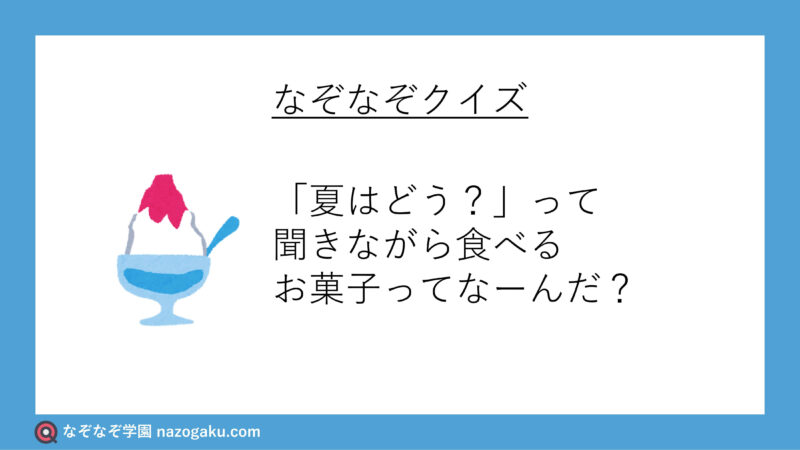 なぞなぞクイズ
「夏はどう？」って
聞きながら食べる
お菓子ってなーんだ？
なぞなぞ学園 nazogaku.com